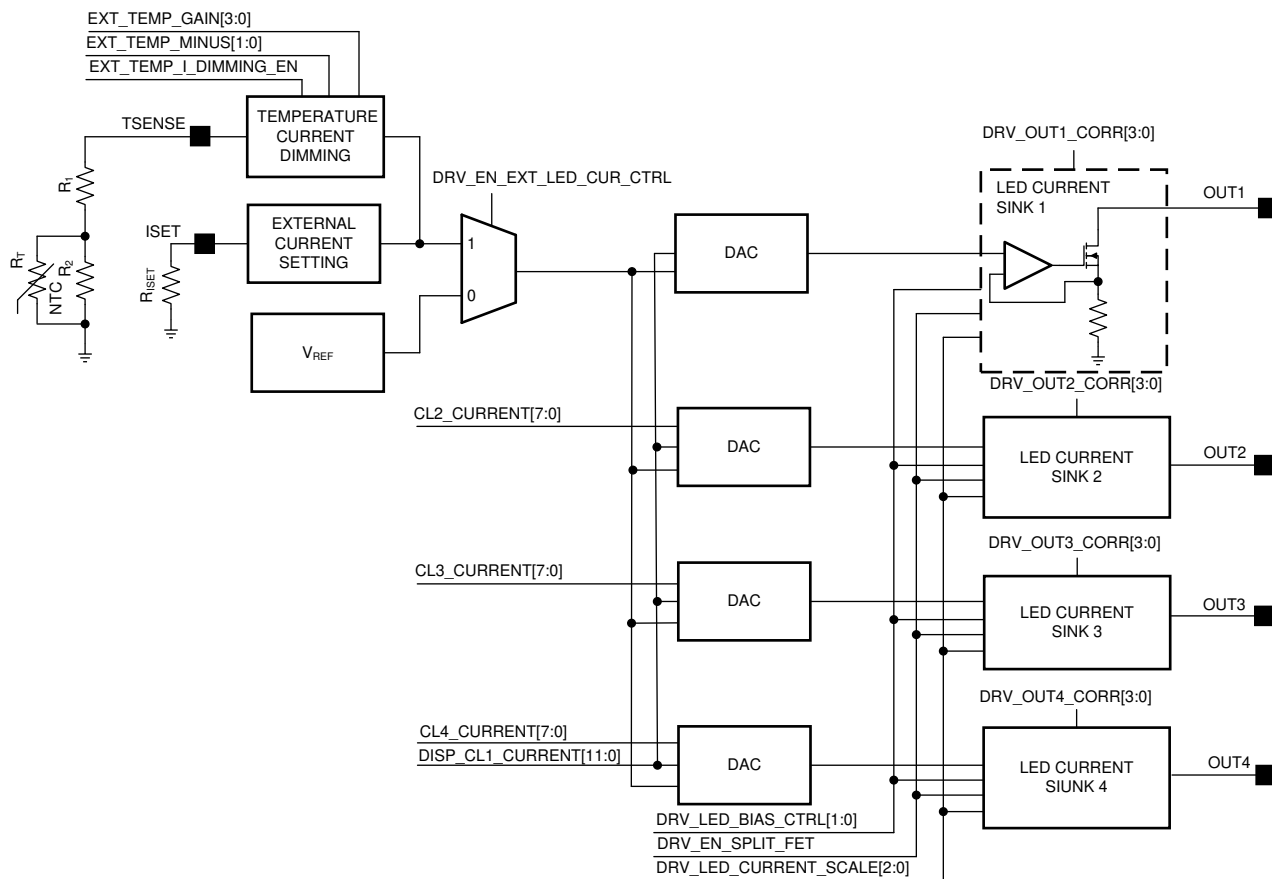 EXT_TEMP_GAIN[3:0]
EXT_TEMP_MINUS[1:0]
EXT_TEMP_I_DIMMING_EN
TSENSE
TEMPERATURE
CURRENT
DIMMING
R1
RT
NTC
R2
ISET
RISET
EXTERNAL
CURRENT
SETTING
VREF
DRV_EN_EXT_LED_CUR_CTRL
1
0
DAC
DRV_OUT1_CORR[3:0]
LED CURRENT
SINK 1
OUT1
CL2_CURRENT[7:0]
DAC
DRV_OUT2_CORR[3:0]
LED CURRENT
SINK 2
OUT2
CL3_CURRENT[7:0]
DAC
DRV_OUT3_CORR[3:0]
LED CURRENT
SINK 3
OUT3
CL4_CURRENT[7:0]
DISP_CL1_CURRENT[11:0]
DAC
DRV_OUT4_CORR[3:0]
LED CURRENT
SIUNK 4
OUT4
DRV_LED_BIAS_CTRL[1:0]
DRV_EN_SPLIT_FET
DRV_LED_CURRENT_SCALE[2:0]